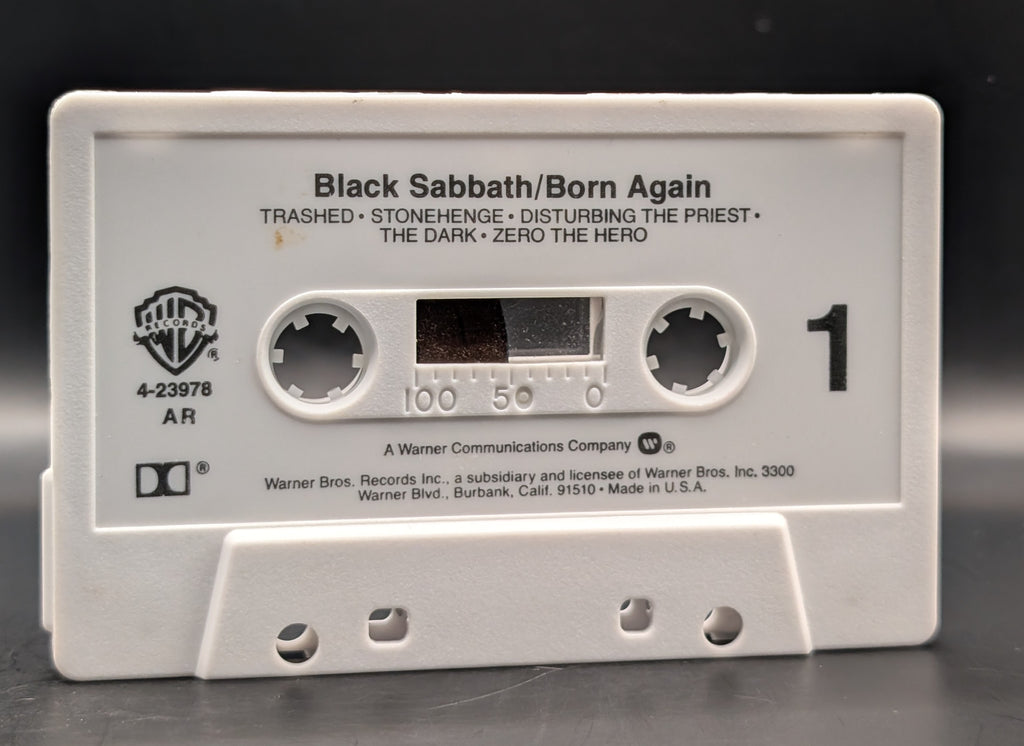 Black Sabbath/Born Again
TRASHED • STONEHENGE • DISTURBING THE PRIEST •
THE DARK • ZERO THE HERO
RECORDS
®
4-23978
AR
1
100 50 0
A Warner Communications Company ®
®
Warner Bros. Records Inc., a subsidiary and licensee of Warner Bros. Inc. 3300
Warner Blvd., Burbank, Calif. 91510 • Made in U.S.A.